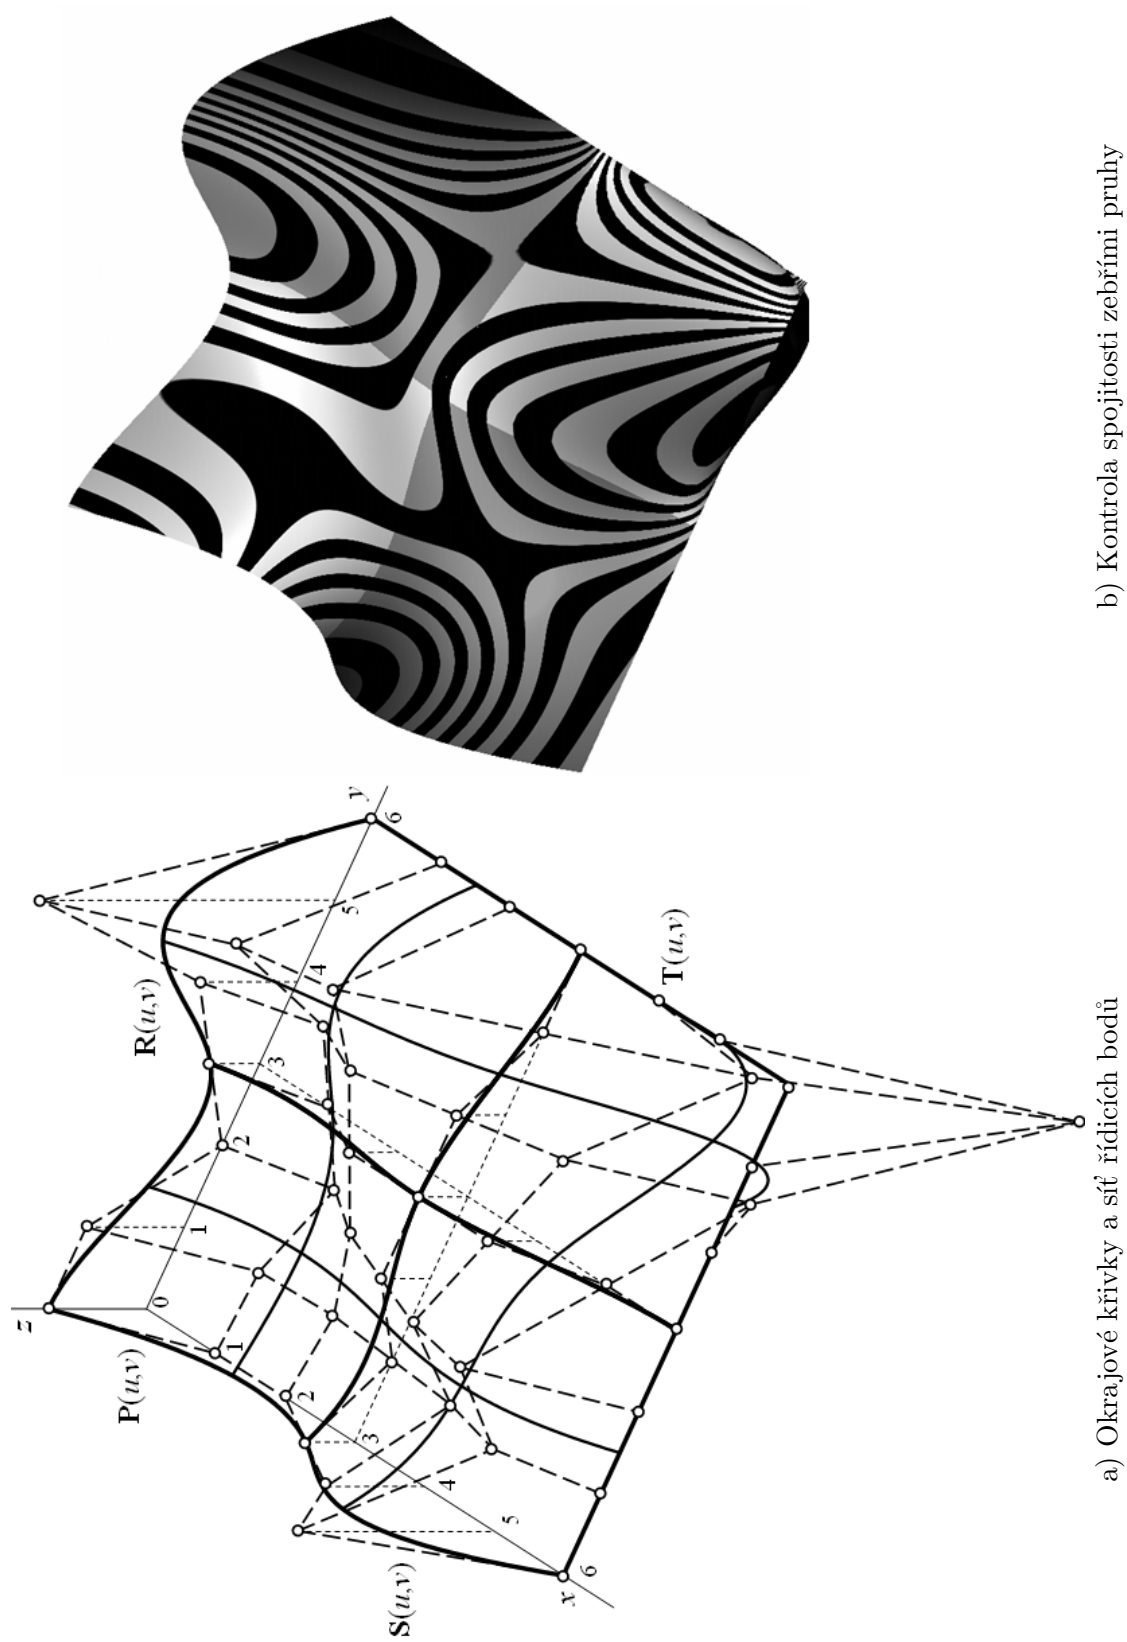 z
0
1
2
3
4
5
6
y
1
2
3
4
5
6
x
P(u,v)
R(u,v)
S(u,v)
T(u,v)
a) Okrajové křivky a síť řídicích bodů
b) Kontrola spojitosti zebřími pruhy